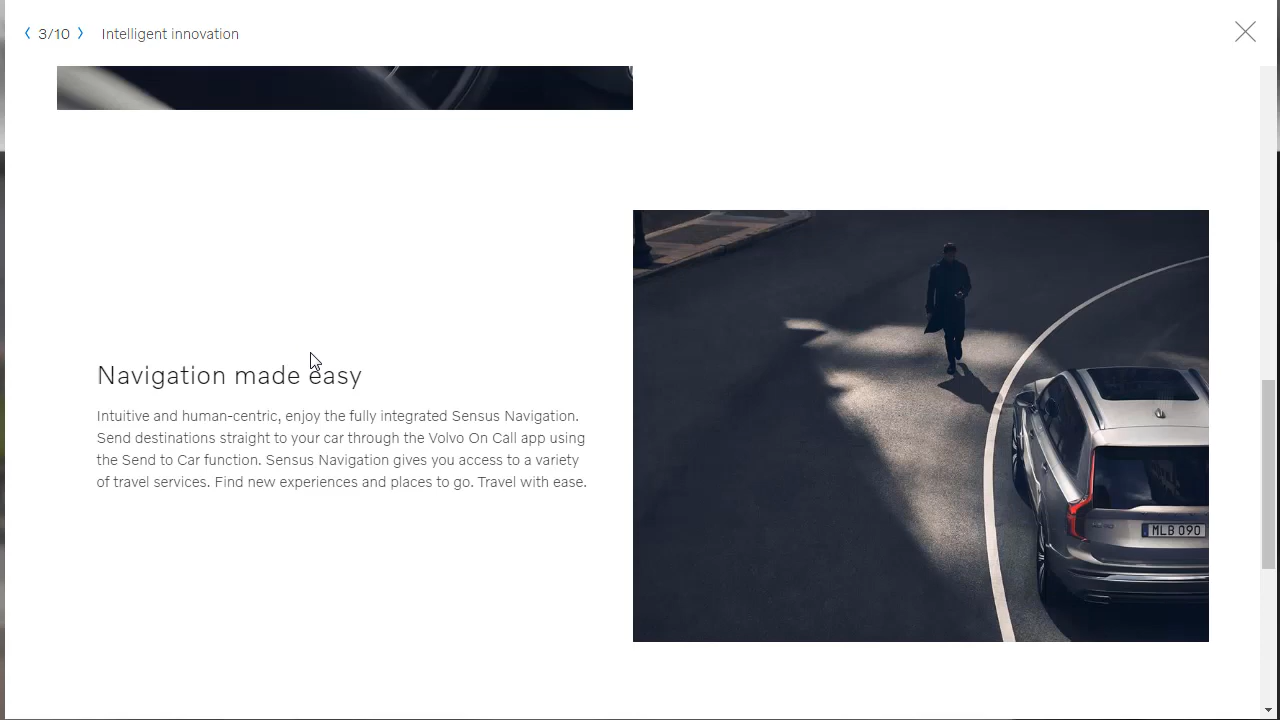 3/10 Intelligent innovation
Navigation made easy
Intuitive and human-centric, enjoy the fully integrated Sensus Navigation.
Send destinations straight to your car through the Volvo On Call app using
the Send to Car function. Sensus Navigation gives you access to a variety
of travel services. Find new experiences and places to go. Travel with ease.
MLB 090